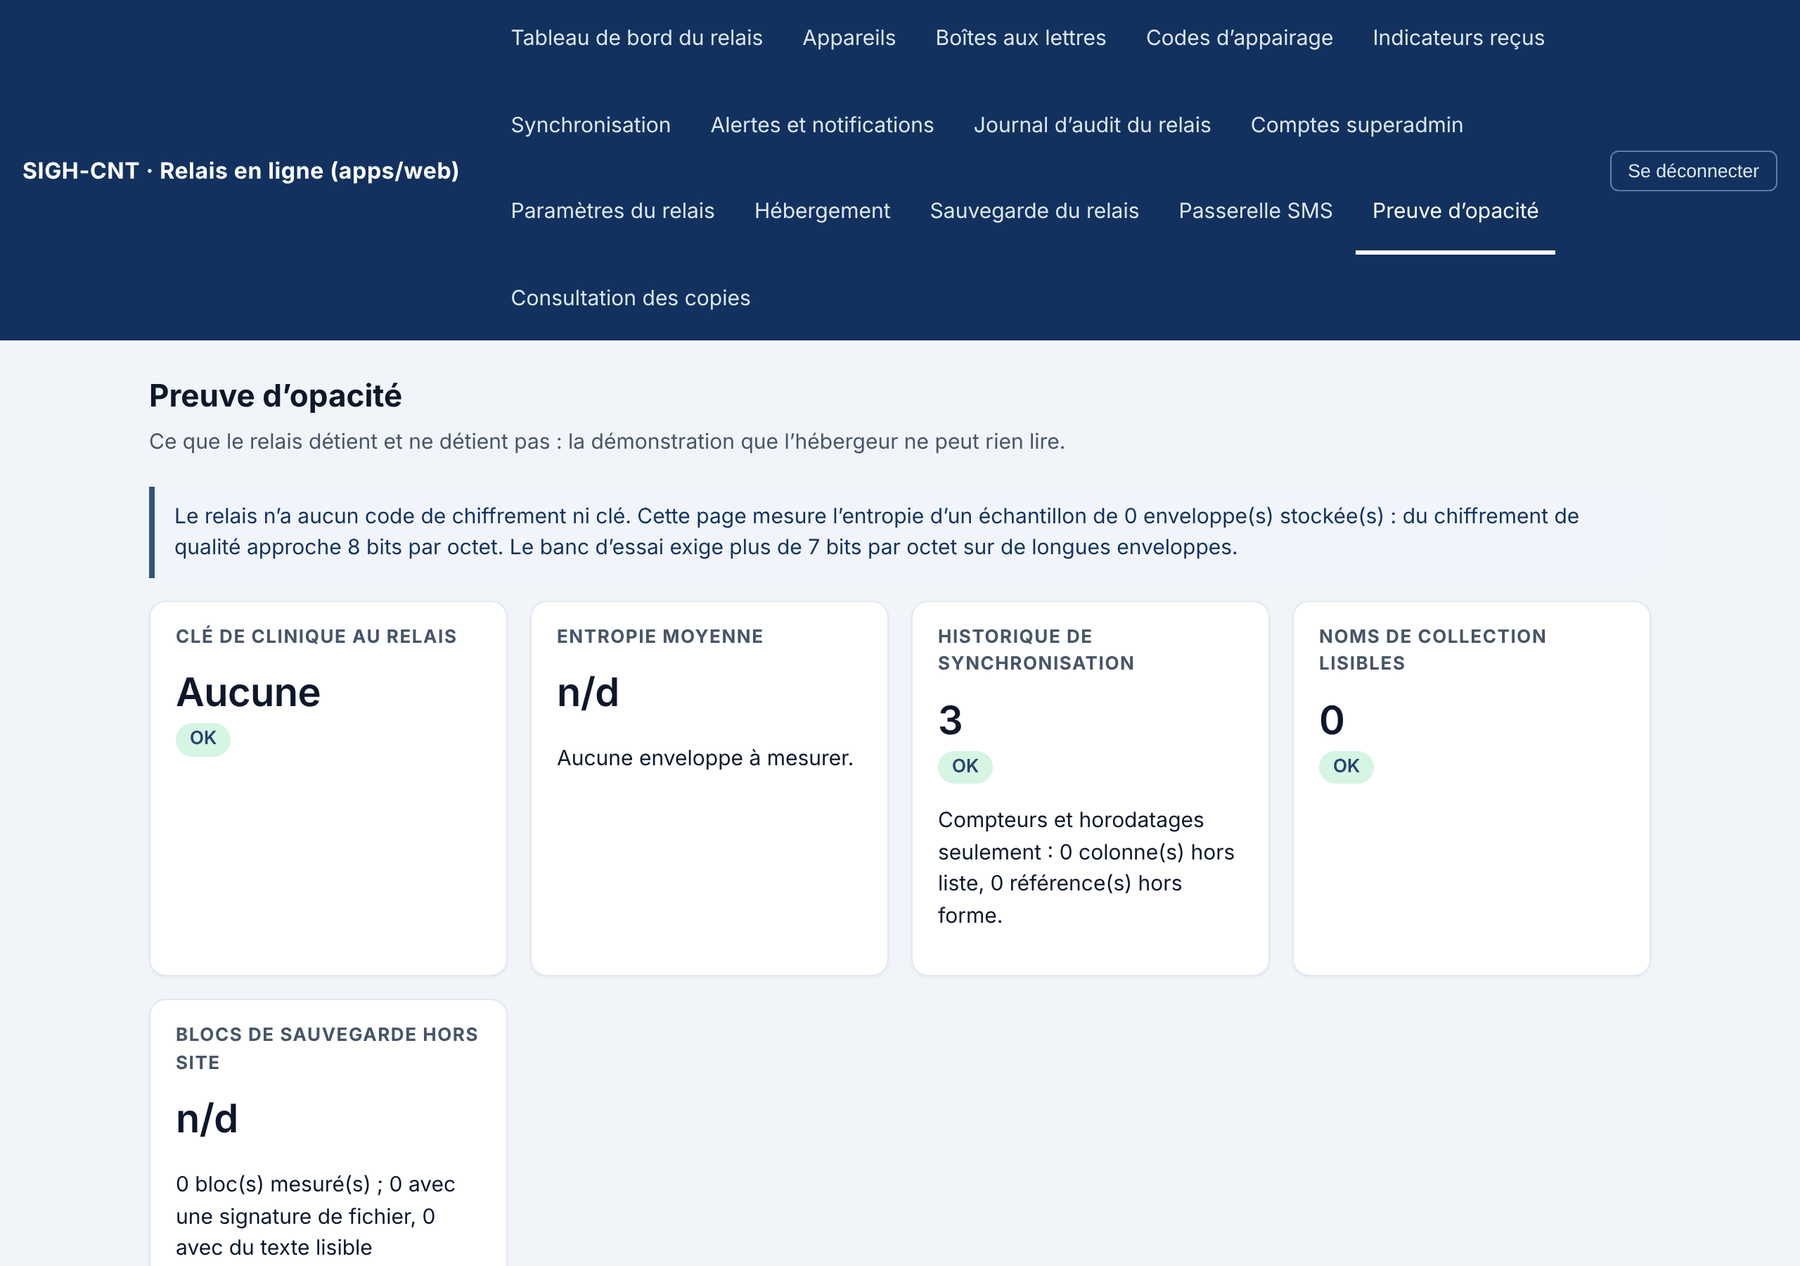 Tableau de bord du relais Appareils Boîtes aux lettres Codes d’appairage Indicateurs reçus
Synchronisation Alertes et notifications Journal d’audit du relais Comptes superadmin
SIGH-CNT · Relais en ligne (apps/web)
Se déconnecter
Paramètres du relais Hébergement Sauvegarde du relais Passerelle SMS Preuve d’opacité
Consultation des copies
Preuve d’opacité
Ce que le relais détient et ne détient pas : la démonstration que l’hébergeur ne peut rien lire.
Le relais n’a aucun code de chiffrement ni clé. Cette page mesure l’entropie d’un échantillon de 0 enveloppe(s) stockée(s) : du chiffrement de
qualité approche 8 bits par octet. Le banc d’essai exige plus de 7 bits par octet sur de longues enveloppes.
CLÉ DE CLINIQUE AU RELAIS
Aucune
OK
ENTROPIE MOYENNE
n/d
Aucune enveloppe à mesurer.
HISTORIQUE DE
SYNCHRONISATION
3
OK
Compteurs et horodatages
seulement : 0 colonne(s) hors
liste, 0 référence(s) hors
forme.
NOMS DE COLLECTION
LISIBLES
0
OK
BLOCS DE SAUVEGARDE HORS
SITE
n/d
0 bloc(s) mesuré(s) ; 0 avec
une signature de fichier, 0
avec du texte lisible